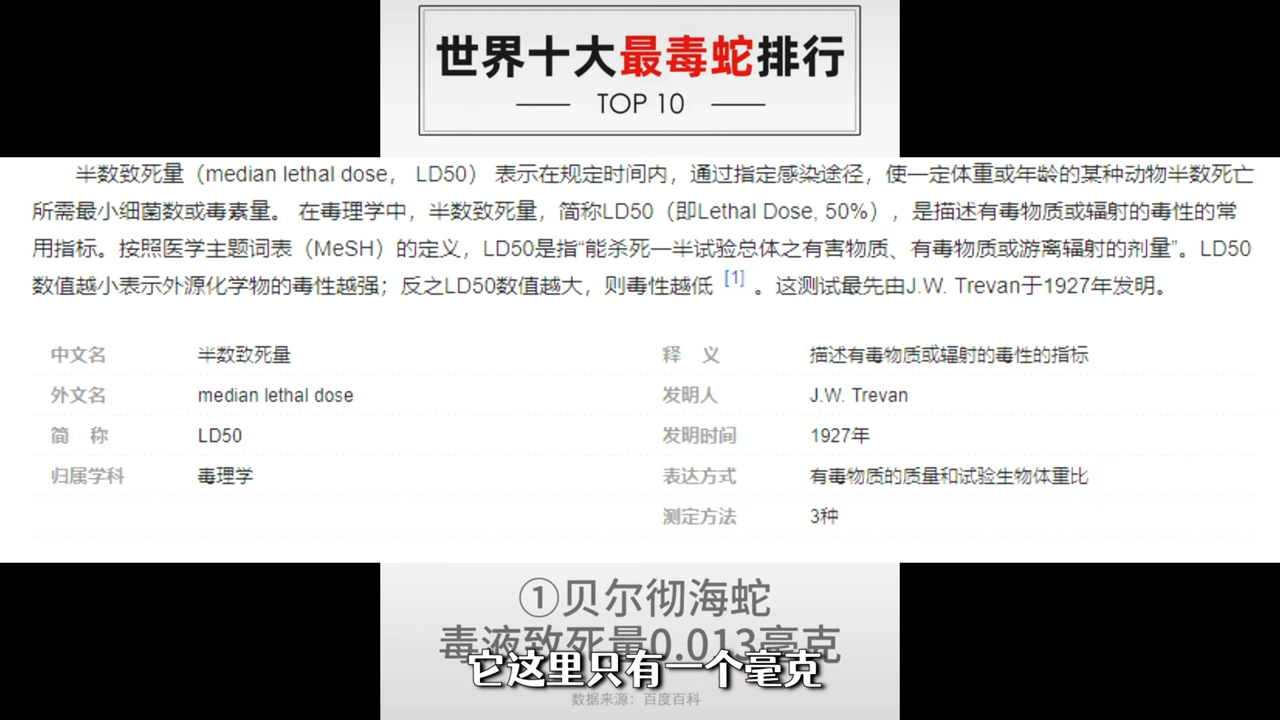 世界十大最毒蛇排行
TOP 10
半数致死量（median lethal dose， LD50） 表示在规定时间内，通过指定感染途径，使一定体重或年龄的某种动物半数死亡
所需最小细菌数或毒素量。 在毒理学中，半数致死量，简称LD50（即Lethal Dose, 50%），是描述有毒物质或辐射的毒性的常
用指标。按照医学主题词表（MeSH）的定义，LD50是指“能杀死一半试验总体之有害物质、有毒物质或游离辐射的剂量”。LD50
数值越小表示外源化学物的毒性越强；反之LD50数值越大，则毒性越低 [1] 。这测试最先由J.W. Trevan于1927年发明。
中文名 半数致死量 释 义 描述有毒物质或辐射的毒性的指标
外文名 median lethal dose 发明人 J.W. Trevan
简 称 LD50 发明时间 1927年
归属学科 毒理学 表达方式 有毒物质的质量和试验生物体重比
测定方法 3种
①贝尔彻海蛇
毒液致死量0.013毫克
它这里只有一个毫克
数据来源：百度百科